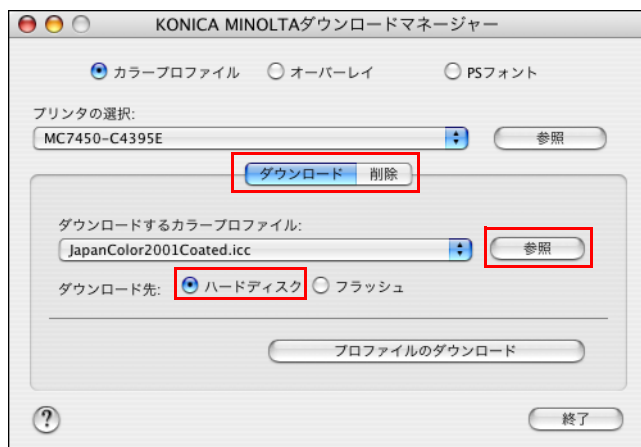 KONICA MINOLTAダウンロードマネージャー
カラープロファイル オーバーレイ PSフォント
プリンタの選択:
MC7450-C4395E 参照
ダウンロード 削除
ダウンロードするカラープロファイル:
JapanColor2001Coated.icc 参照
ダウンロード先: ハードディスク フラッシュ
プロファイルのダウンロード
? 終了